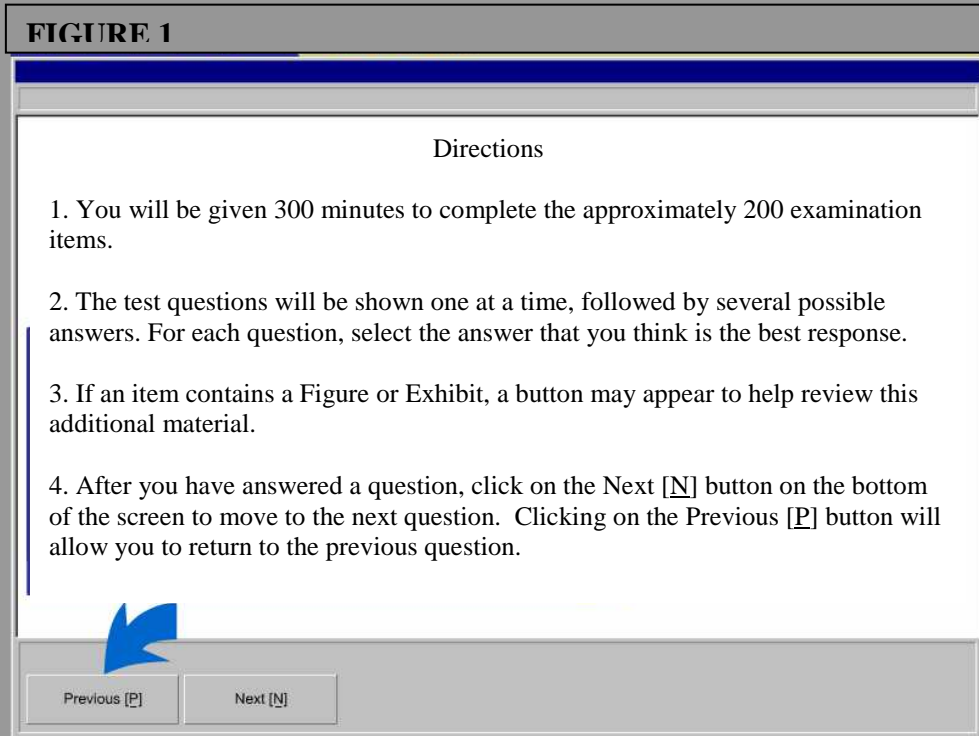 FIGURE 1
Directions
1. You will be given 300 minutes to complete the approximately 200 examination
items.
2. The test questions will be shown one at a time, followed by several possible
answers. For each question, select the answer that you think is the best response.
3. If an item contains a Figure or Exhibit, a button may appear to help review this
additional material.
4. After you have answered a question, click on the Next [N] button on the bottom
of the screen to move to the next question.  Clicking on the Previous [P] button will
allow you to return to the previous question.
Previous [P] Next [N]